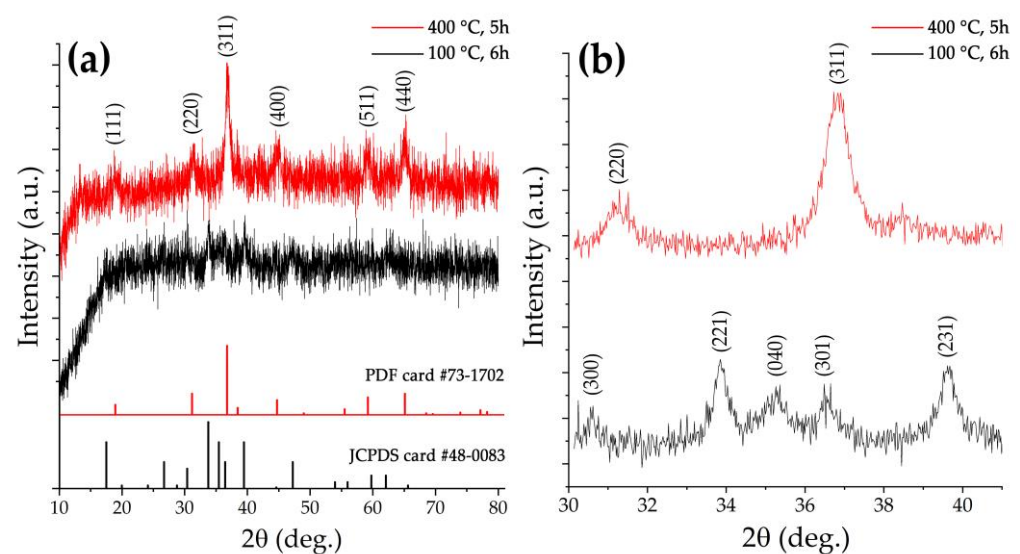 (a)
400 °C, 5h
100 °C, 6h
(111)
(220)
(311)
(400)
(511)
(440)
Intensity (a.u.)
PDF card #73-1702
JCPDS card #48-0083
10 20 30 40 50 60 70 80
2θ (deg.)
(b)
400 °C, 5h
100 °C, 6h
(220)
(311)
Intensity (a.u.)
(300)
(221)
(040)
(301)
(231)
30 32 34 36 38 40
2θ (deg.)